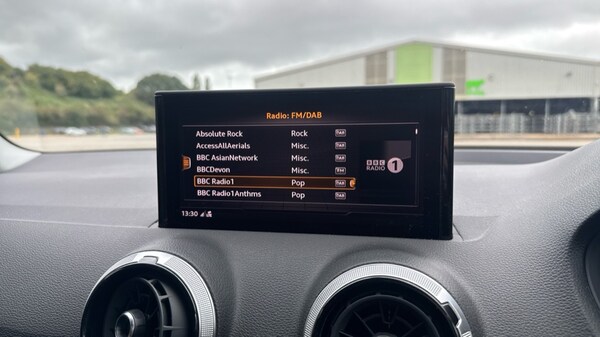 Radio: FM/DAB
Absolute Rock Rock
AccessAllAerials Misc.
BBC AsianNetwork Misc.
BBCDevon Misc.
BBC Radio1 Pop
BBC Radio1Anthms Pop
BBC
RADIO 1
13:30